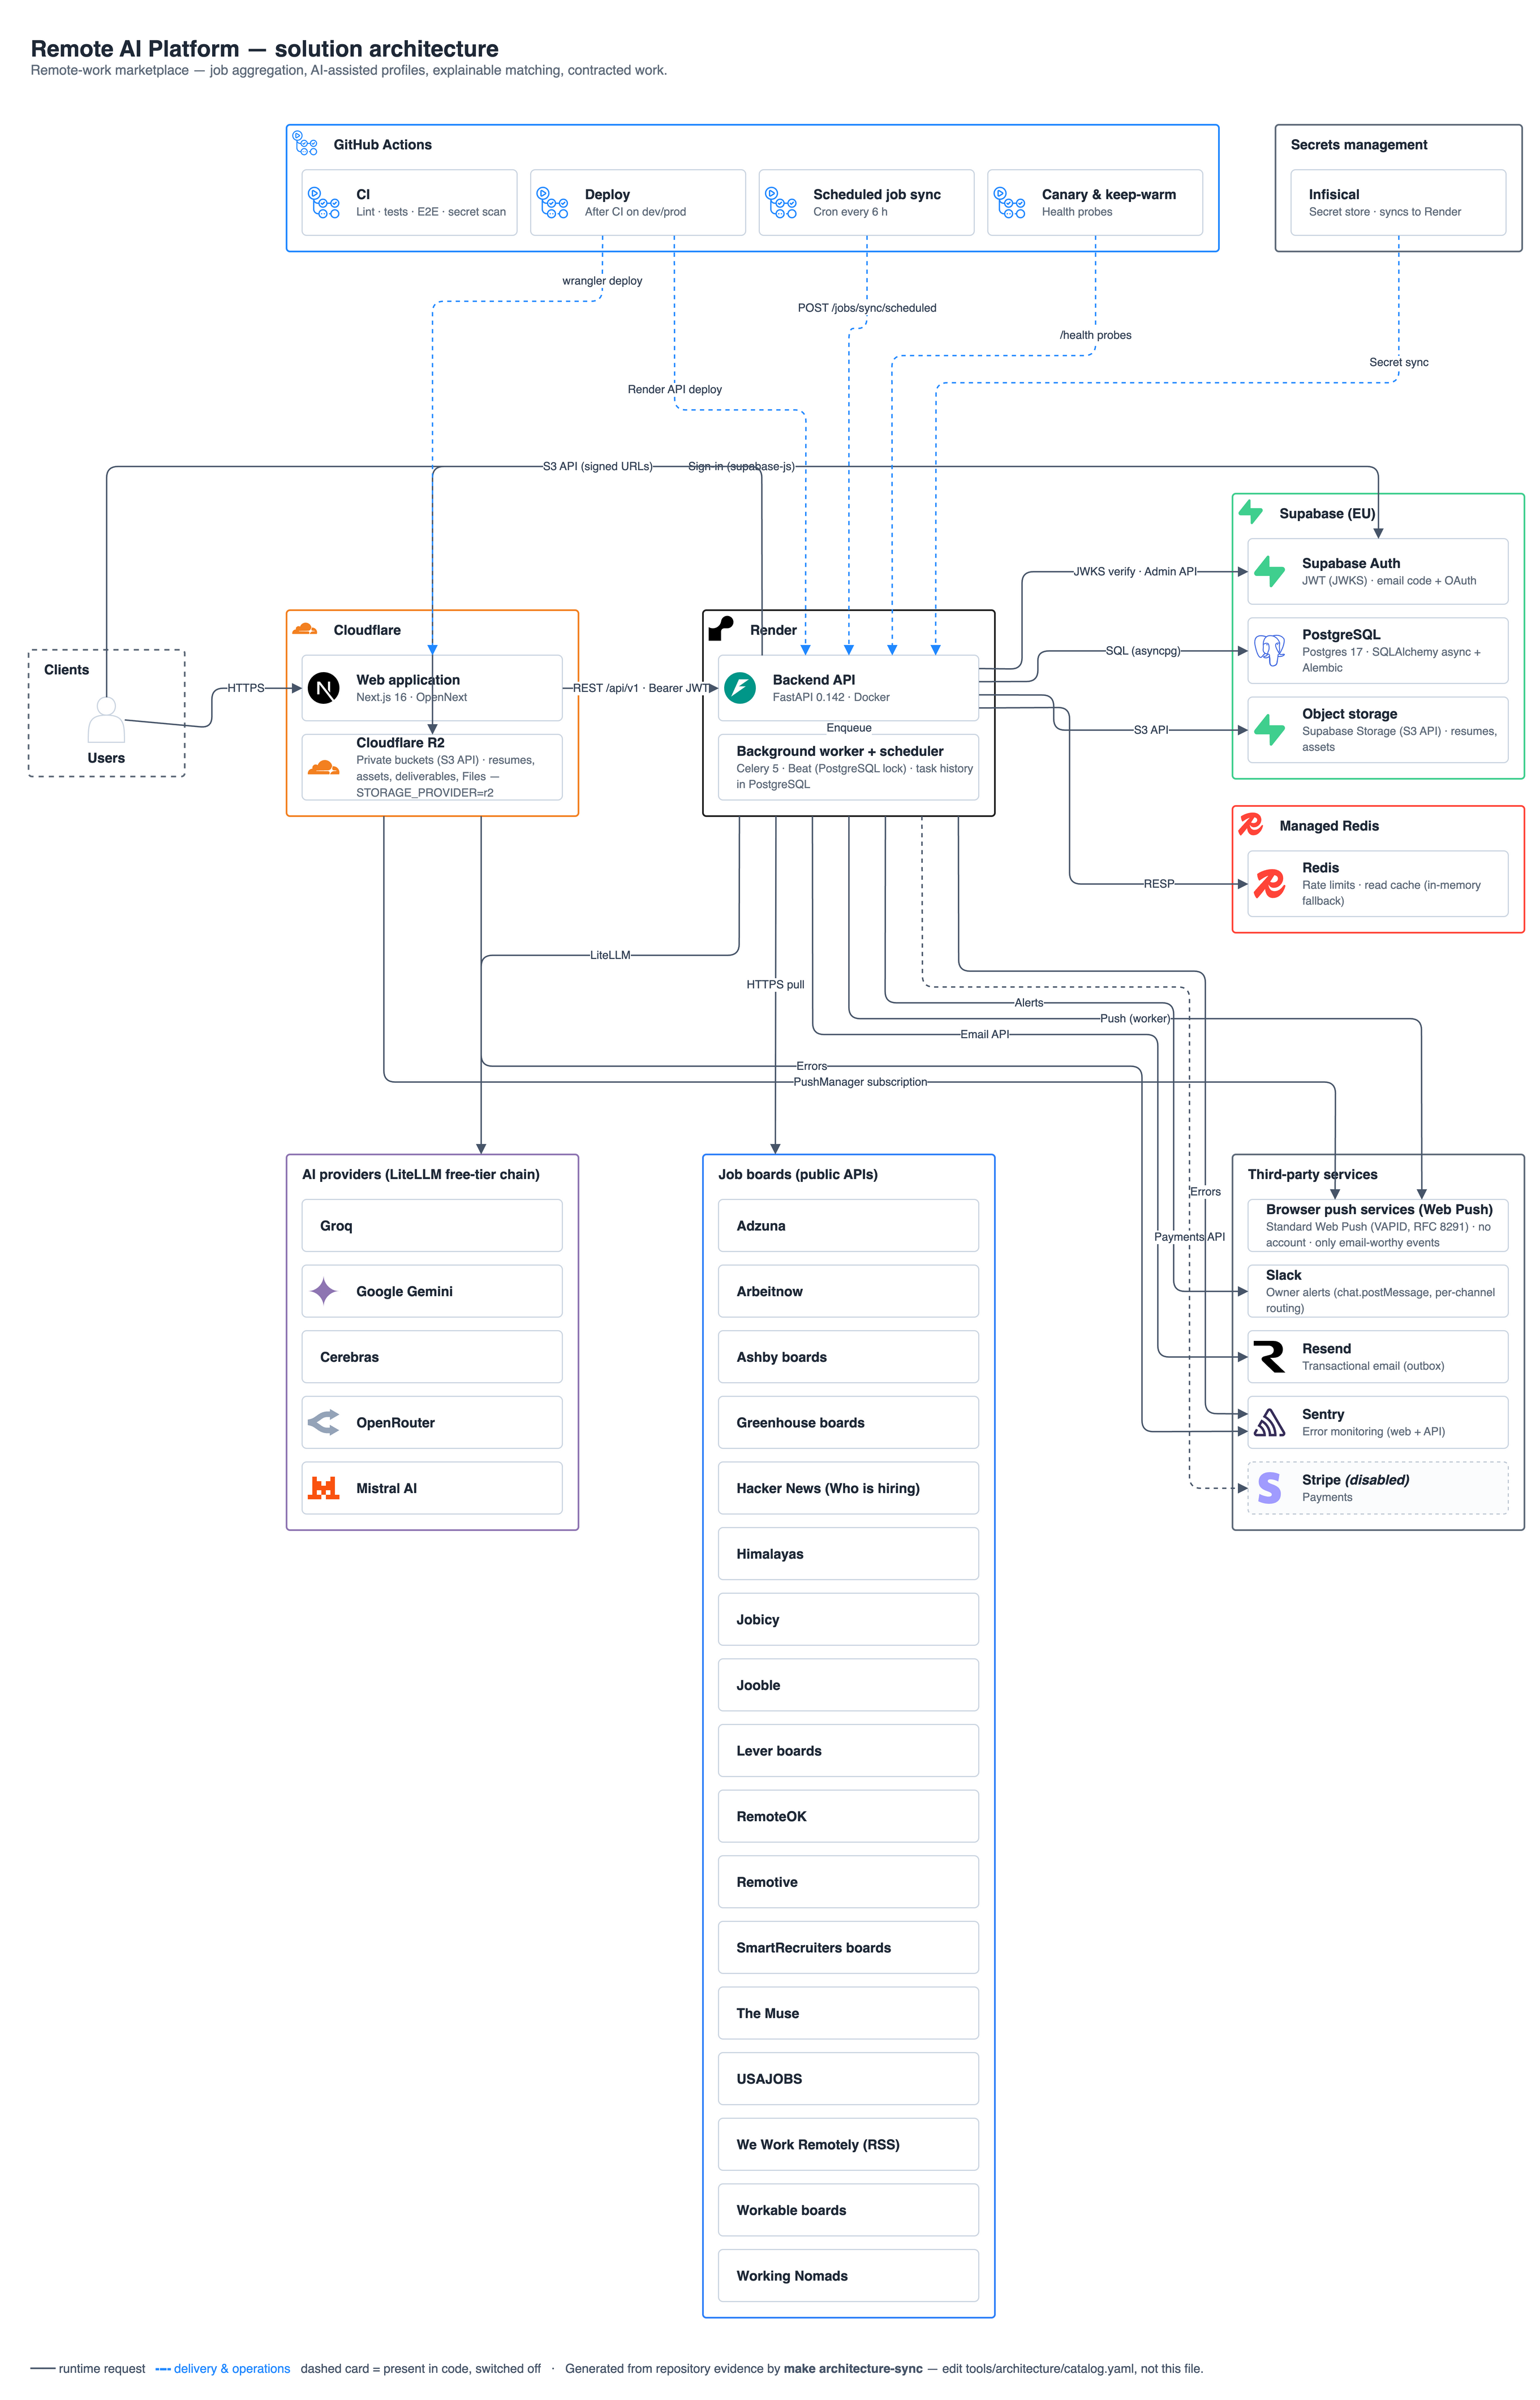 Remote AI Platform — solution architecture
Remote-work marketplace — job aggregation, AI-assisted profiles, explainable matching, contracted work.
GitHub Actions
CI
Lint · tests · E2E · secret scan
Deploy
After CI on dev/prod
Scheduled job sync
Cron every 6 h
Canary & keep-warm
Health probes
Secrets management
Infisical
Secret store · syncs to Render
wrangler deploy
POST /jobs/sync/scheduled
/health probes
Secret sync
Render API deploy
S3 API (signed URLs)
Sign-in (supabase-js)
Clients
Users
HTTPS
Cloudflare
Web application
Next.js 16 · OpenNext
Cloudflare R2
Private buckets (S3 API) · resumes,
assets, deliverables, Files —
STORAGE_PROVIDER=r2
REST /api/v1 · Bearer JWT
Render
Backend API
FastAPI 0.142 · Docker
Enqueue
Background worker + scheduler
Celery 5 · Beat (PostgreSQL lock) · task history
in PostgreSQL
JWKS verify · Admin API
SQL (asyncpg)
S3 API
RESP
Supabase (EU)
Supabase Auth
JWT (JWKS) · email code + OAuth
PostgreSQL
Postgres 17 · SQLAlchemy async +
Alembic
Object storage
Supabase Storage (S3 API) · resumes,
assets
Managed Redis
Redis
Rate limits · read cache (in-memory
fallback)
LiteLLM
HTTPS pull
Alerts
Push (worker)
Email API
Errors
PushManager subscription
Errors
Payments API
AI providers (LiteLLM free-tier chain)
Groq
Google Gemini
Cerebras
OpenRouter
Mistral AI
Job boards (public APIs)
Adzuna
Arbeitnow
Ashby boards
Greenhouse boards
Hacker News (Who is hiring)
Himalayas
Jobicy
Jooble
Lever boards
RemoteOK
Remotive
SmartRecruiters boards
The Muse
USAJOBS
We Work Remotely (RSS)
Workable boards
Working Nomads
Third-party services
Browser push services (Web Push)
Standard Web Push (VAPID, RFC 8291) · no
account · only email-worthy events
Slack
Owner alerts (chat.postMessage, per-channel
routing)
Resend
Transactional email (outbox)
Sentry
Error monitoring (web + API)
Stripe (disabled)
Payments
runtime request delivery & operations dashed card = present in code, switched off · Generated from repository evidence by make architecture-sync — edit tools/architecture/catalog.yaml, not this file.